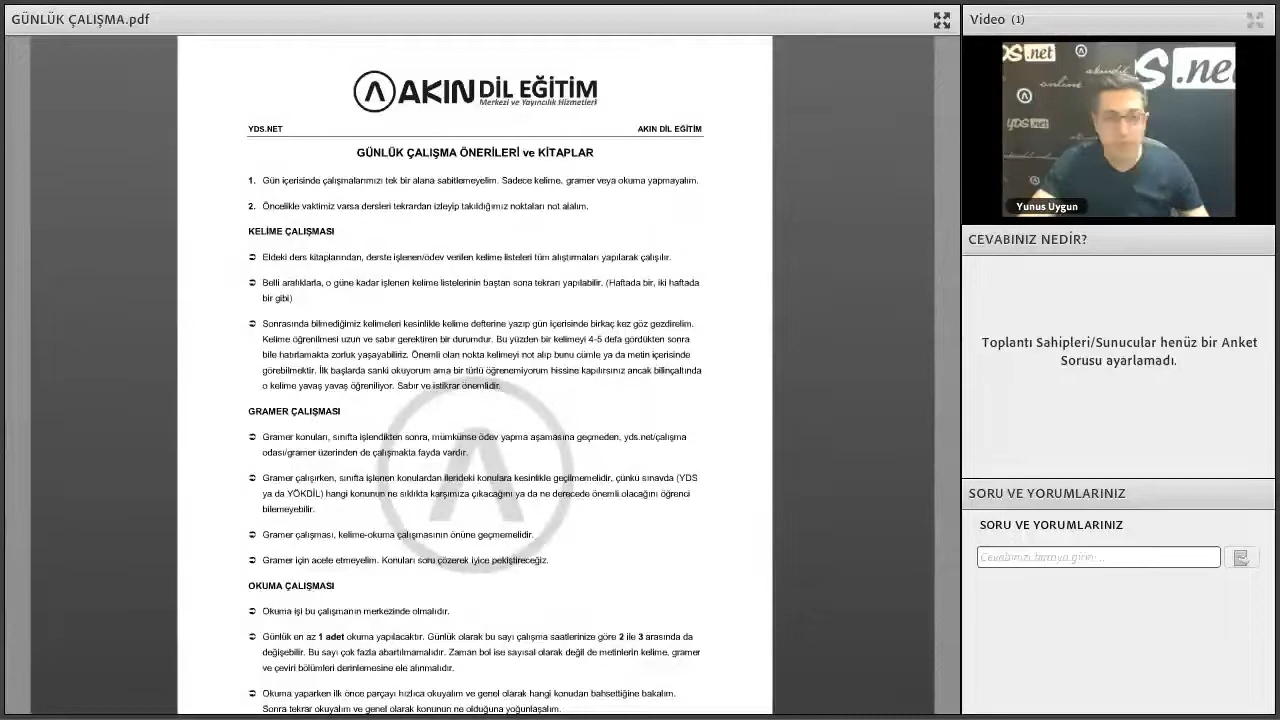 GÜNLÜK ÇALIŞMA.pdf
AKIN DİL EĞİTİM
Merkezi ve Yayıncılık Hizmetleri
YDS.NET AKIN DİL EĞİTİM
GÜNLÜK ÇALIŞMA ÖNERİLERİ ve KİTAPLAR
1. Gün içerisinde çalışmalarımızı tek bir alana sabitlemeyelim. Sadece kelime, gramer veya okuma yapmayalım.
2. Öncelikle vaktimiz varsa dersleri tekrardan izleyip takıldığımız noktaları not alalım.
KELİME ÇALIŞMASI
Eldeki ders kitaplarından, derste işlenen/ödev verilen kelime listeleri tüm alıştırmaları yapılarak çalışılır.
Belli aralıklarla, o güne kadar işlenen kelime listelerinin baştan sona tekrarı yapılabilir. (Haftada bir, iki haftada
bir gibi)
Sonrasında bilmediğimiz kelimeleri kesinlikle kelime defterine yazıp gün içerisinde birkaç kez göz gezdirelim.
Kelime öğrenilmesi uzun ve sabır gerektiren bir durumdur. Bu yüzden bir kelimeyi 4-5 defa gördükten sonra
bile hatırlamakta zorluk yaşayabiliriz. Önemli olan nokta kelimeyi not alıp bunu cümle ya da metin içerisinde
görebilmektir. İlk başlarda sanki okuyorum ama bir türlü öğrenemiyorum hissine kapılırsınız ancak bilinçaltında
o kelime yavaş yavaş öğreniliyor. Sabır ve istikrar önemlidir.
GRAMER ÇALIŞMASI
Gramer konuları, sınıfta işlendikten sonra, mümkünse ödev yapma aşamasına geçmeden, yds.net/çalışma
odası/gramer üzerinden de çalışmakta fayda vardır.
Gramer çalışırken, sınıfta işlenen konulardan ilerideki konulara kesinlikle geçilmemelidir, çünkü sınavda (YDS
ya da YÖKDİL) hangi konunun ne sıklıkta karşımıza çıkacağını ya da ne derecede önemli olacağını öğrenci
bilemeyebilir.
Gramer çalışması, kelime-okuma çalışmasının önüne geçmemelidir.
Gramer için acele etmeyelim. Konuları soru çözerek iyice pekiştireceğiz.
OKUMA ÇALIŞMASI
Okuma işi bu çalışmanın merkezinde olmalıdır.
Günlük en az 1 adet okuma yapılacaktır. Günlük olarak bu sayı çalışma saatlerinize göre 2 ile 3 arasında da
değişebilir. Bu sayı çok fazla abartılmamalıdır. Zaman bol ise sayısal olarak değil de metinlerin kelime, gramer
ve çeviri bölümleri derinlemesine ele alınmalıdır.
Okuma yaparken ilk önce parçayı hızlıca okuyalım ve genel olarak hangi konudan bahsettiğine bakalım.
Sonra tekrar okuyalım ve genel olarak konunun ne olduğuna yoğunlaşalım.
Video (1)
YDS.net
akındil
S.net
online
YDS.net
Yunus Uygun
CEVABINIZ NEDİR?
Toplantı Sahipleri/Sunucular henüz bir Anket
Sorusu ayarlamadı.
SORU VE YORUMLARINIZ
SORU VE YORUMLARINIZ
Cevabınızı buraya girin...